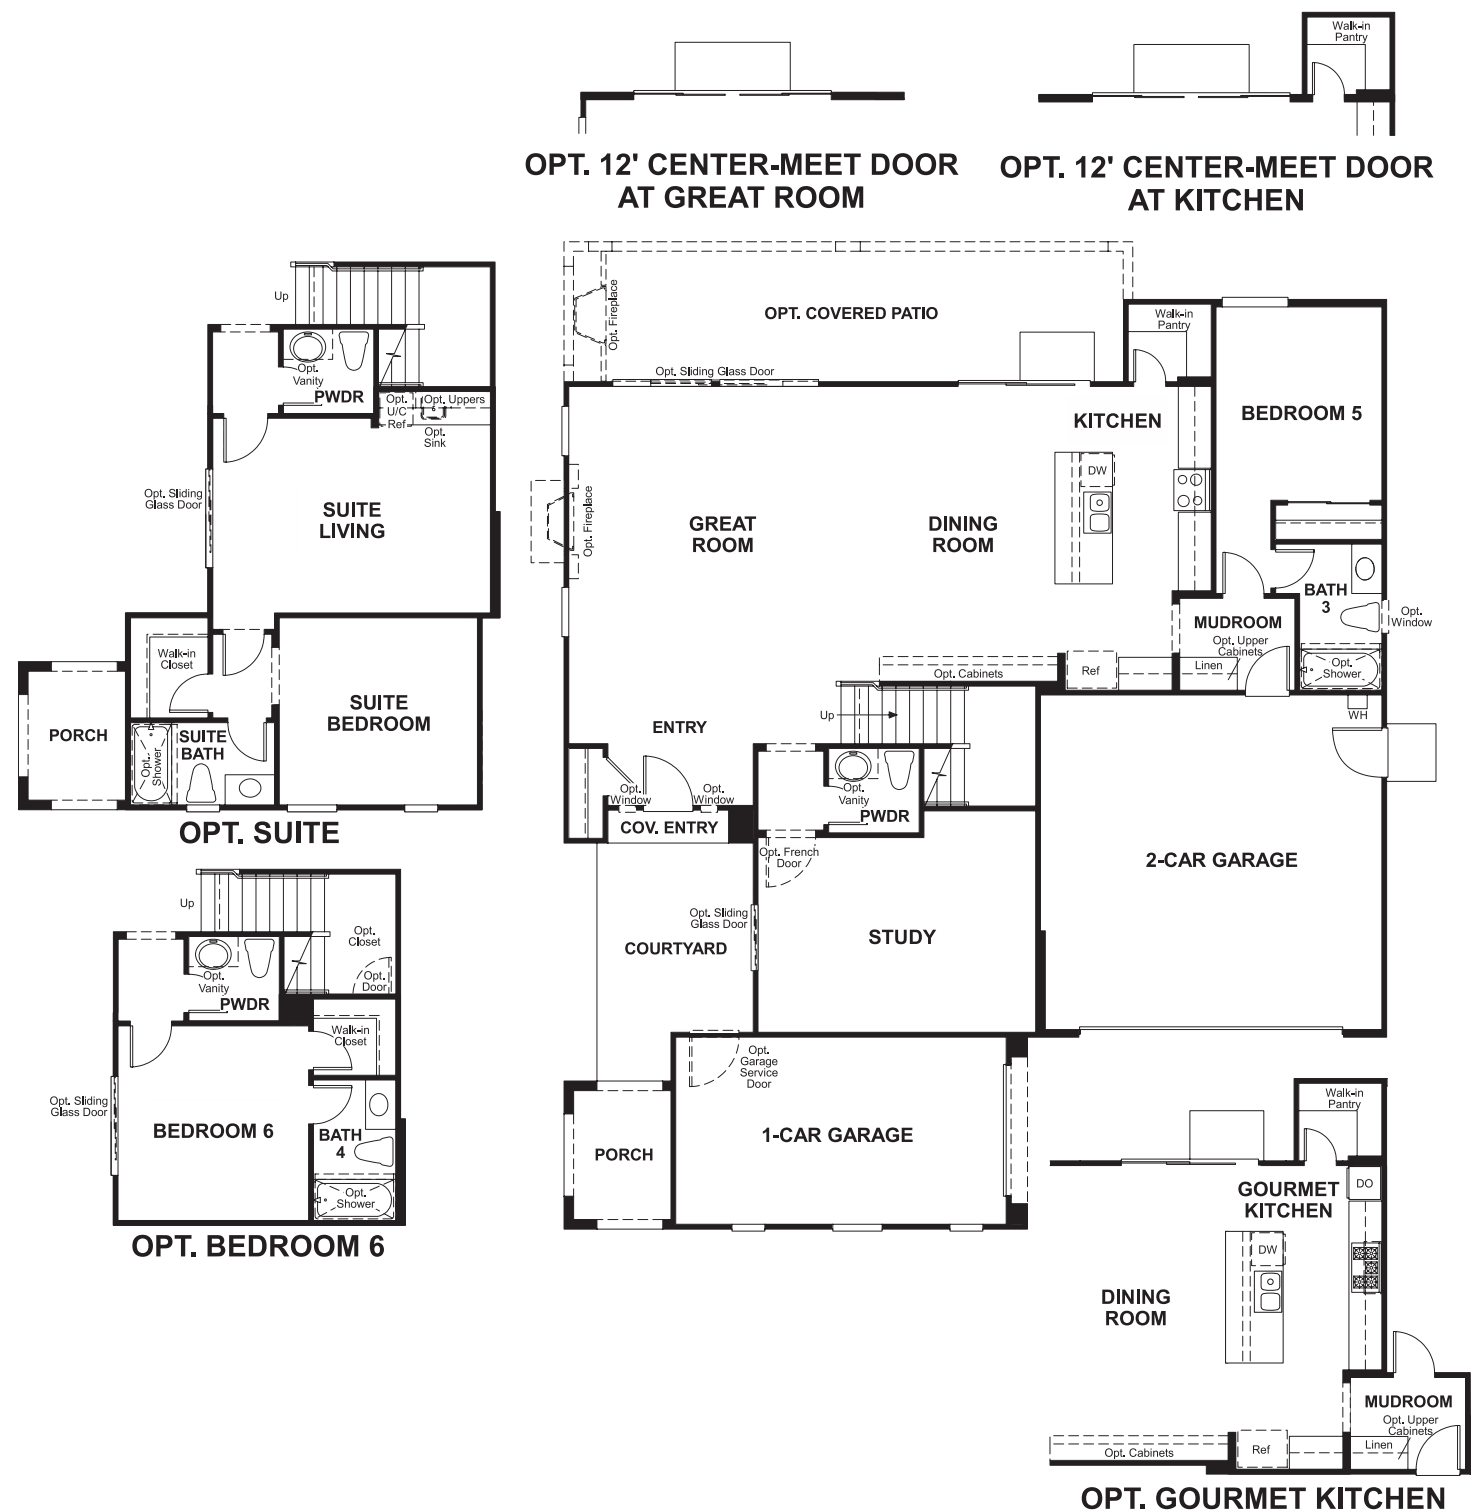 Walk-in
Pantry
OPT. 12' CENTER-MEET DOOR
AT GREAT ROOM
OPT. 12' CENTER-MEET DOOR
AT KITCHEN
Up
Opt.
Vanity
PWDR
Opt.
U/C
Ref
Opt. Uppers
Opt.
Sink
Opt. Sliding
Glass Door
SUITE
LIVING
Walk-in
Closet
SUITE
BEDROOM
PORCH
SUITE
BATH
Opt.
Shower
OPT. SUITE
Opt. Fireplace
OPT. COVERED PATIO
Walk-in
Pantry
Opt. Sliding Glass Door
KITCHEN
BEDROOM 5
DW
Opt. Fireplace
GREAT
ROOM
DINING
ROOM
BATH
3
Opt.
Window
MUDROOM
Opt. Upper
Cabinets
Linen
Opt.
Shower
Opt. Cabinets
Ref
WH
Up
ENTRY
Opt.
Window
Opt.
Window
Opt.
Vanity
PWDR
COV. ENTRY
Opt. French
Door
2-CAR GARAGE
Opt. Sliding
Glass Door
STUDY
COURTYARD
Opt.
Garage
Service
Door
1-CAR GARAGE
PORCH
Up
Opt.
Closet
Opt.
Door
Opt.
Vanity
PWDR
Walk-in
Closet
Opt. Sliding
Glass Door
BEDROOM 6
BATH
4
Opt.
Shower
OPT. BEDROOM 6
Walk-in
Pantry
GOURMET
KITCHEN
DO
DW
DINING
ROOM
MUDROOM
Opt. Upper
Cabinets
Linen
Opt. Cabinets
Ref
OPT. GOURMET KITCHEN